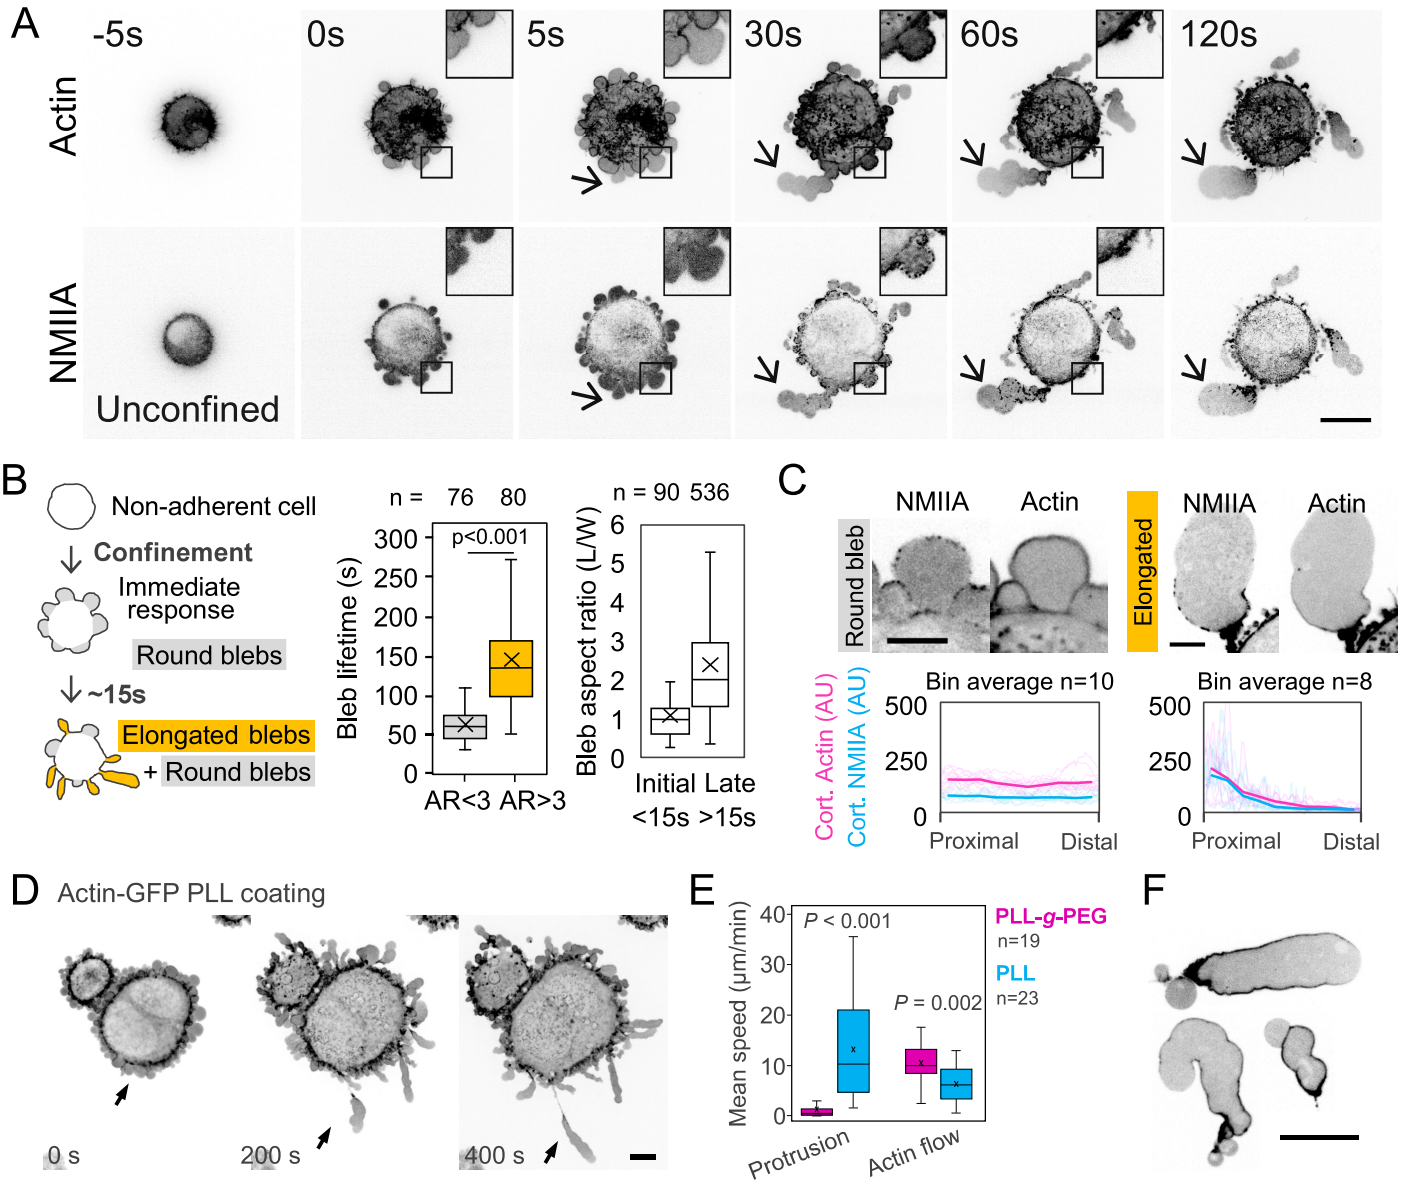 A
-5s
0s
5s
30s
60s
120s
Actin
NMIIA
Unconfined
B
Non-adherent cell
Confinement
Immediate
response
Round blebs
~15s
Elongated blebs
+ Round blebs
n = 76 80
p<0.001
Bleb lifetime (s)
300
250
200
150
100
50
0
AR<3 AR>3
n = 90 536
Bleb aspect ratio (L/W)
6
5
4
3
2
1
0
Initial Late
<15s >15s
C
NMIIA Actin
Round bleb
NMIIA Actin
Elongated
Cort. Actin (AU)
Cort. NMIIA (AU)
Bin average n=10
500
250
0
Proximal Distal
Bin average n=8
500
250
0
Proximal Distal
D
Actin-GFP PLL coating
0 s
200 s
400 s
E
Mean speed (µm/min)
40
30
20
10
0
P < 0.001
P = 0.002
Protrusion
Actin flow
PLL-g-PEG
n=19
PLL
n=23
F